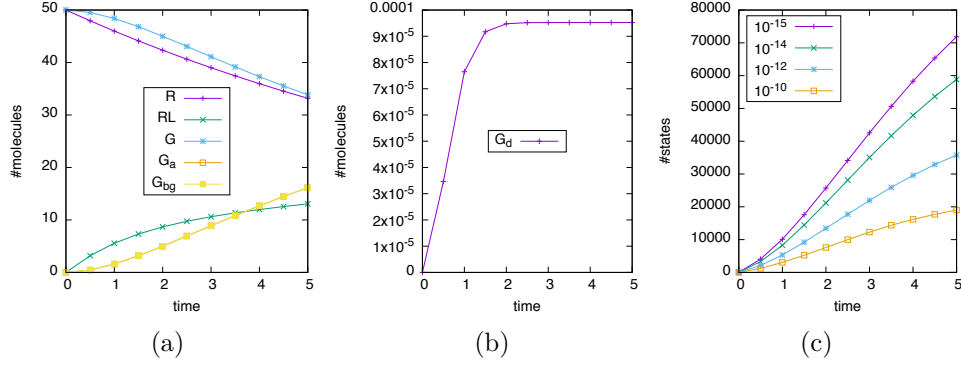 50
40
30
20
10
0
#molecules
R
RL
G
G_a
G_bg
0 1 2 3 4 5
time
(a)
0.0001
9x10^-5
8x10^-5
7x10^-5
6x10^-5
5x10^-5
4x10^-5
3x10^-5
2x10^-5
1x10^-5
0
#molecules
G_d
0 1 2 3 4 5
time
(b)
80000
70000
60000
50000
40000
30000
20000
10000
0
#states
10^-15
10^-14
10^-12
10^-10
0 1 2 3 4 5
time
(c)